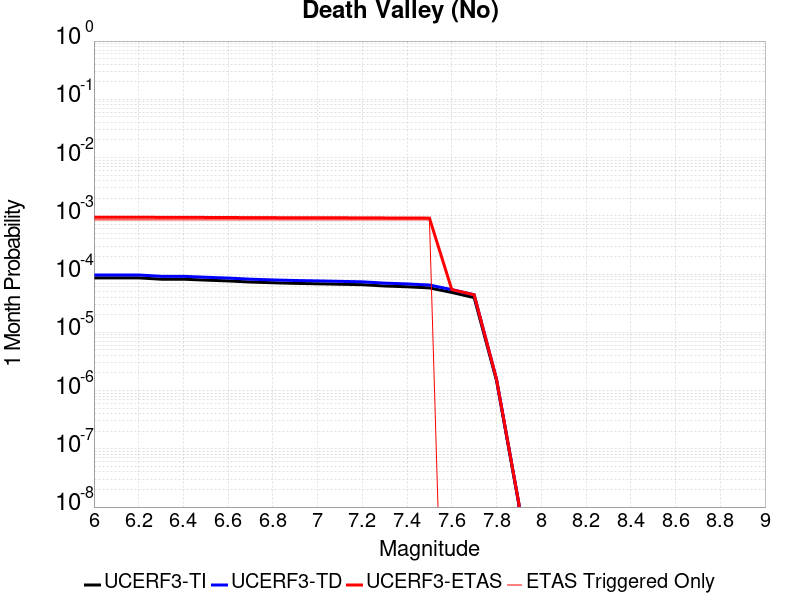 Death Valley (No)
10 0
10 -1
10 -2
10 -3
10 -4
10 -5
10 -6
10 -7
10 -8
1 Month Probability
6 6.2 6.4 6.6 6.8 7 7.2 7.4 7.6 7.8 8 8.2 8.4 8.6 8.8 9
Magnitude
UCERF3-TI UCERF3-TD UCERF3-ETAS ETAS Triggered Only